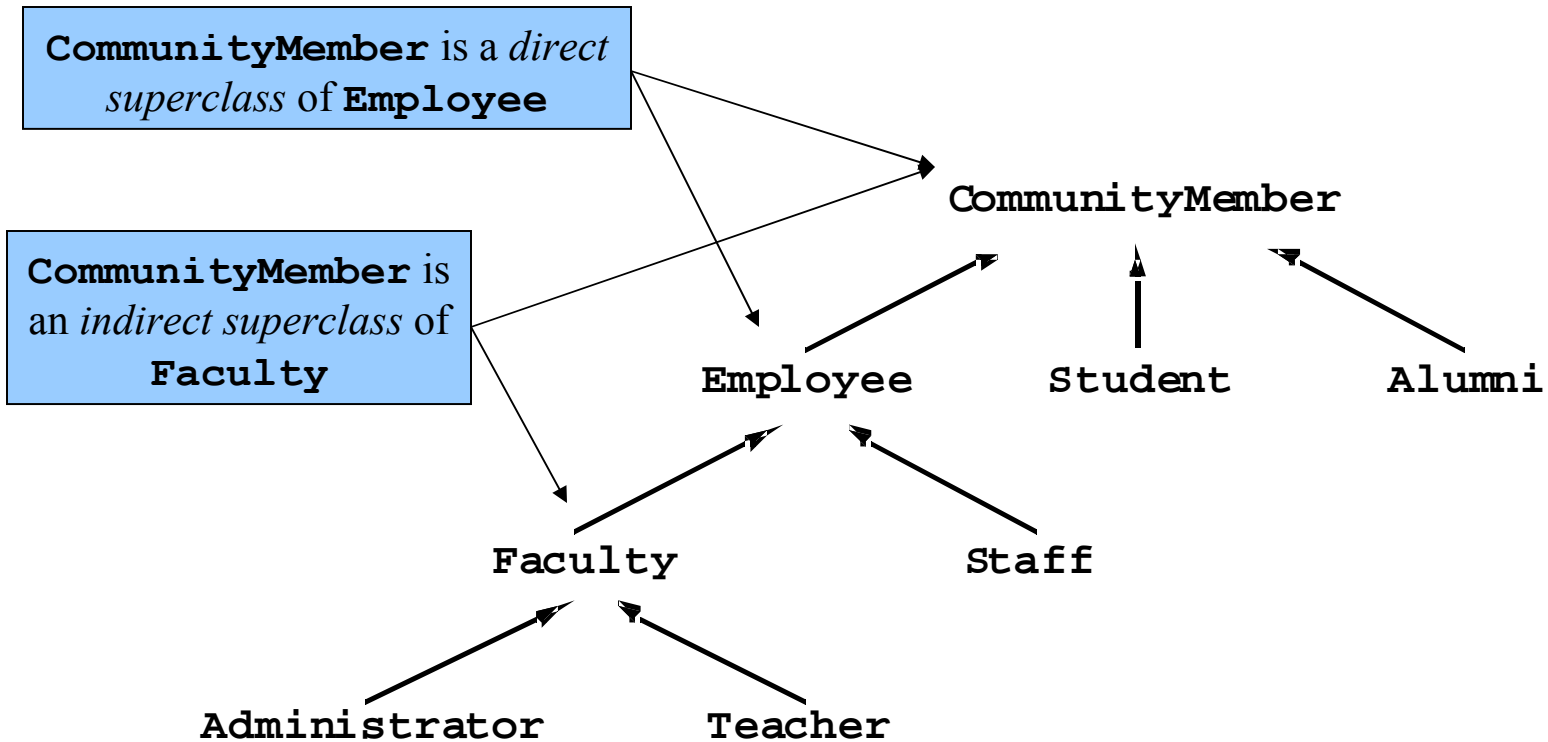 CommunityMember is a direct
superclass of Employee
CommunityMember
CommunityMember is
an indirect superclass of
Faculty
Employee
Student
Alumni
Faculty
Staff
Administrator
Teacher